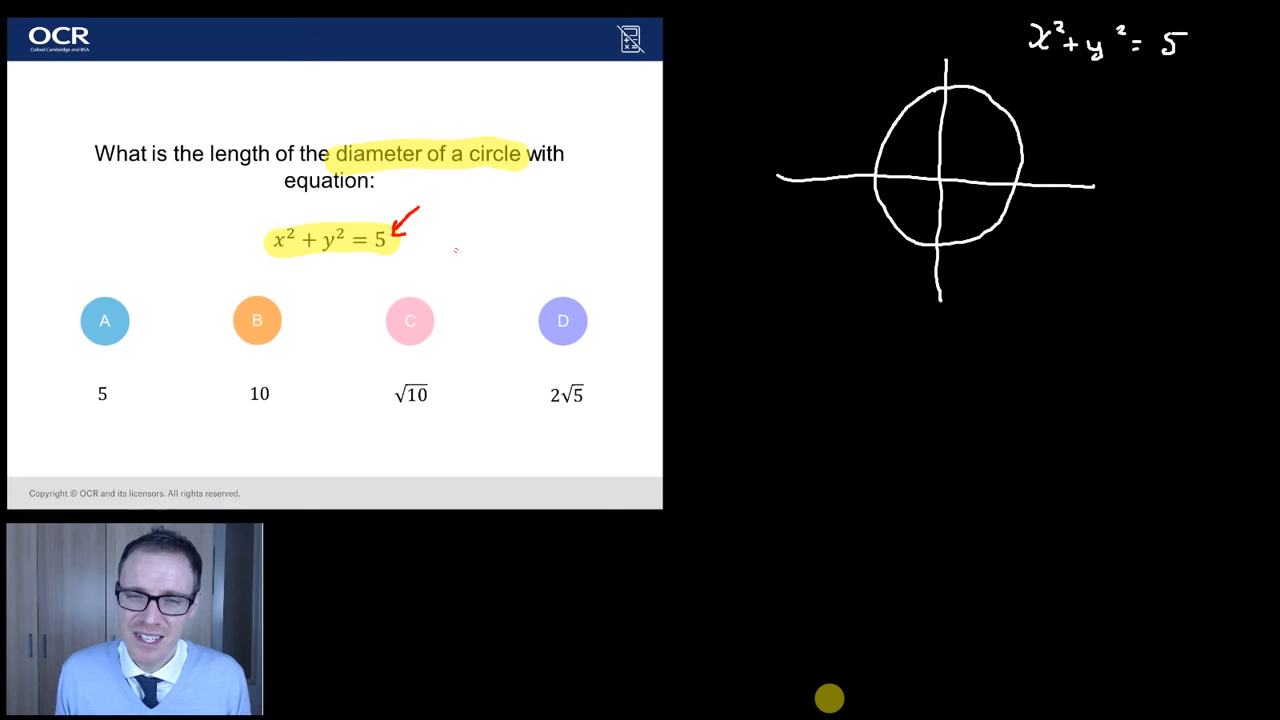 OCR
Oxford Cambridge and RSA
What is the length of the diameter of a circle with
equation:
x² + y² = 5
A B C D
5 10 √10 2√5
Copyright © OCR and its licensors. All rights reserved.
x² + y² = 5